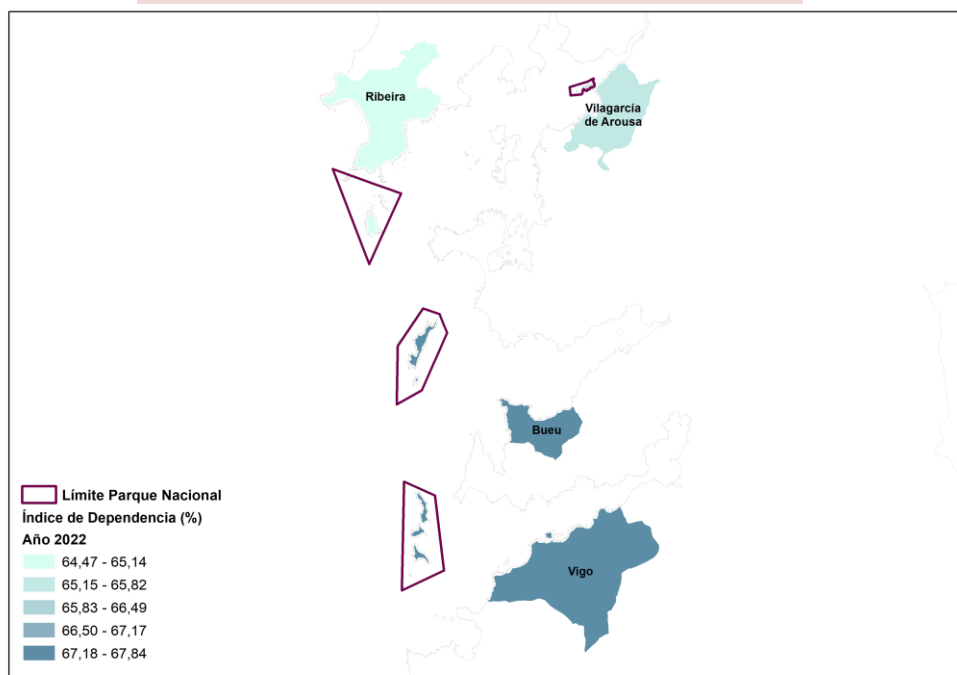 Ribeira
Vilagarcía
de Arousa
Bueu
Vigo
Límite Parque Nacional
Índice de Dependencia (%)
Año 2022
64,47 - 65,14
65,15 - 65,82
65,83 - 66,49
66,50 - 67,17
67,18 - 67,84